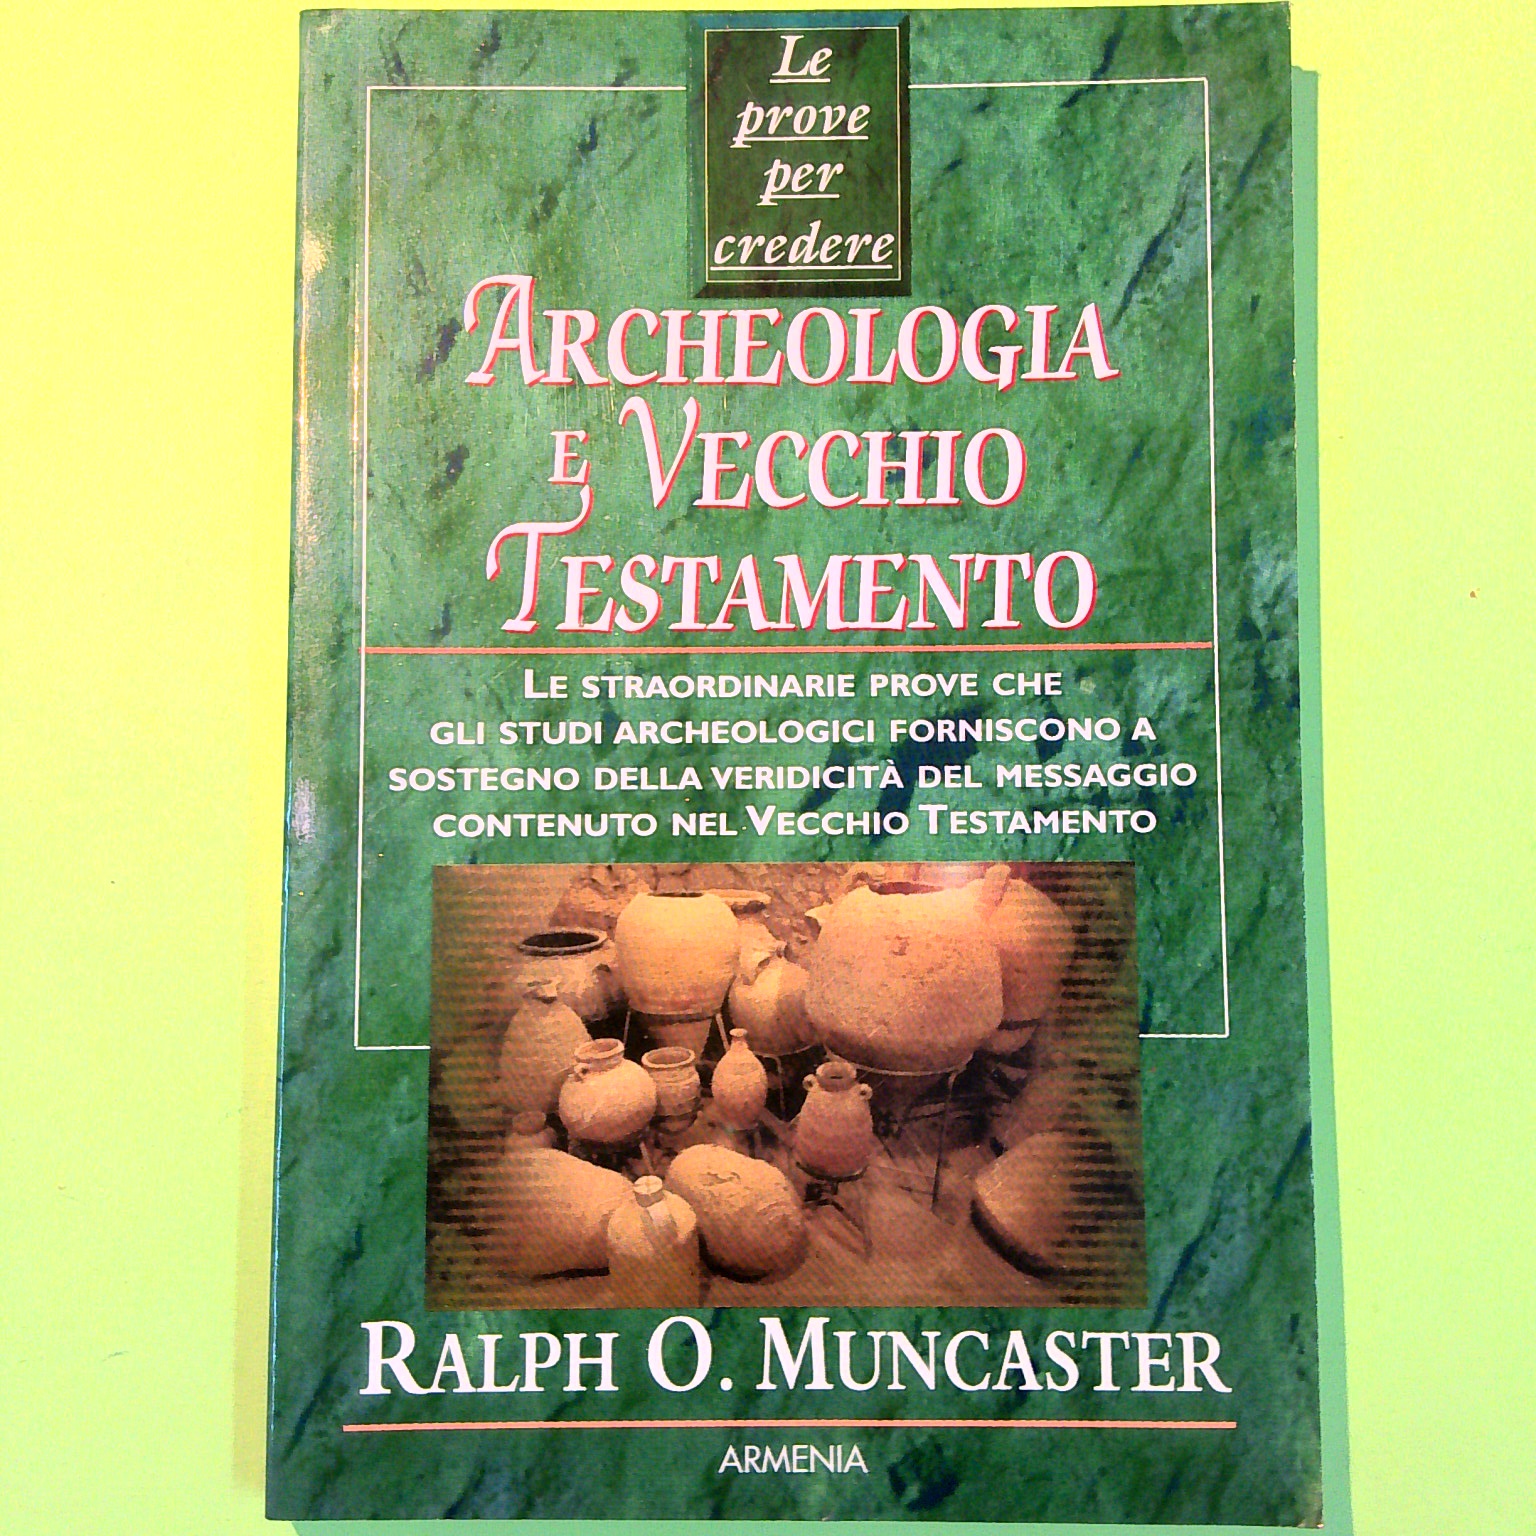 Le
prove
per
credere
ARCHEOLOGIA
E VECCHIO
TESTAMENTO
LE STRAORDINARIE PROVE CHE
GLI STUDI ARCHEOLOGICI FORNISCONO A
SOSTEGNO DELLA VERIDICITÀ DEL MESSAGGIO
CONTENUTO NEL VECCHIO TESTAMENTO
RALPH O. MUNCASTER
ARMENIA